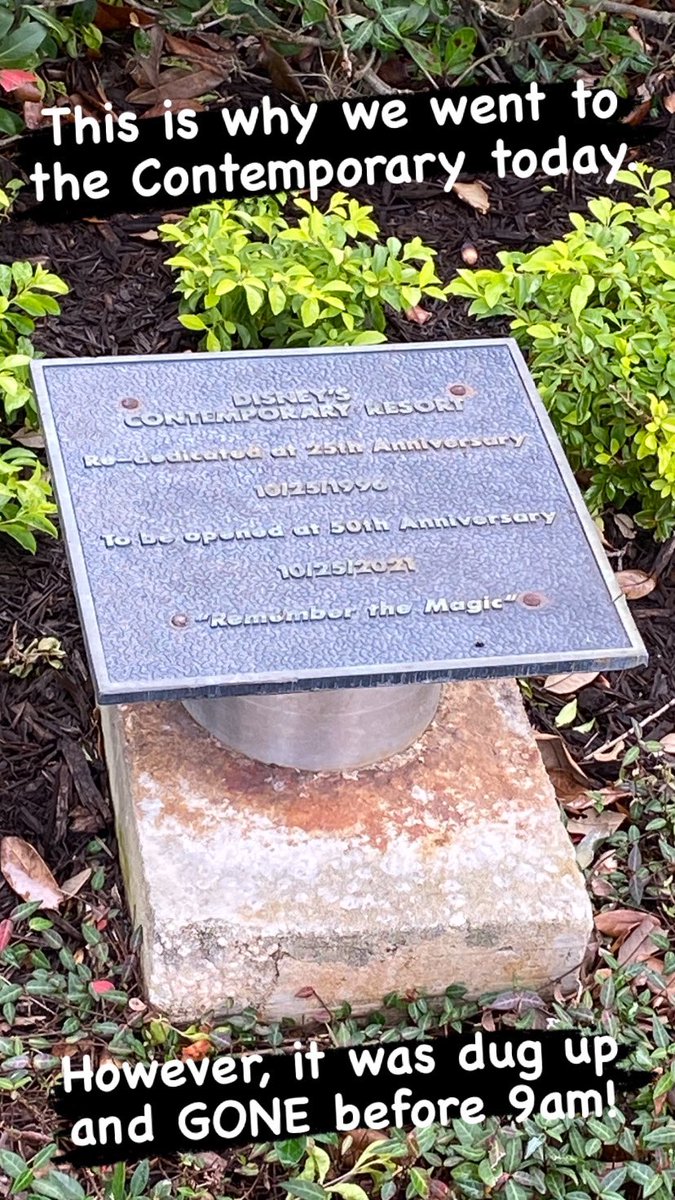 This is why we went to
the Contemporary today.
DISNEY'S
CONTEMPORARY RESORT
Re-dedicated at 25th Anniversary
10/25/1996
To be opened at 50th Anniversary
10/25/2021
"Remember the Magic"
However, it was dug up
and GONE before 9am!